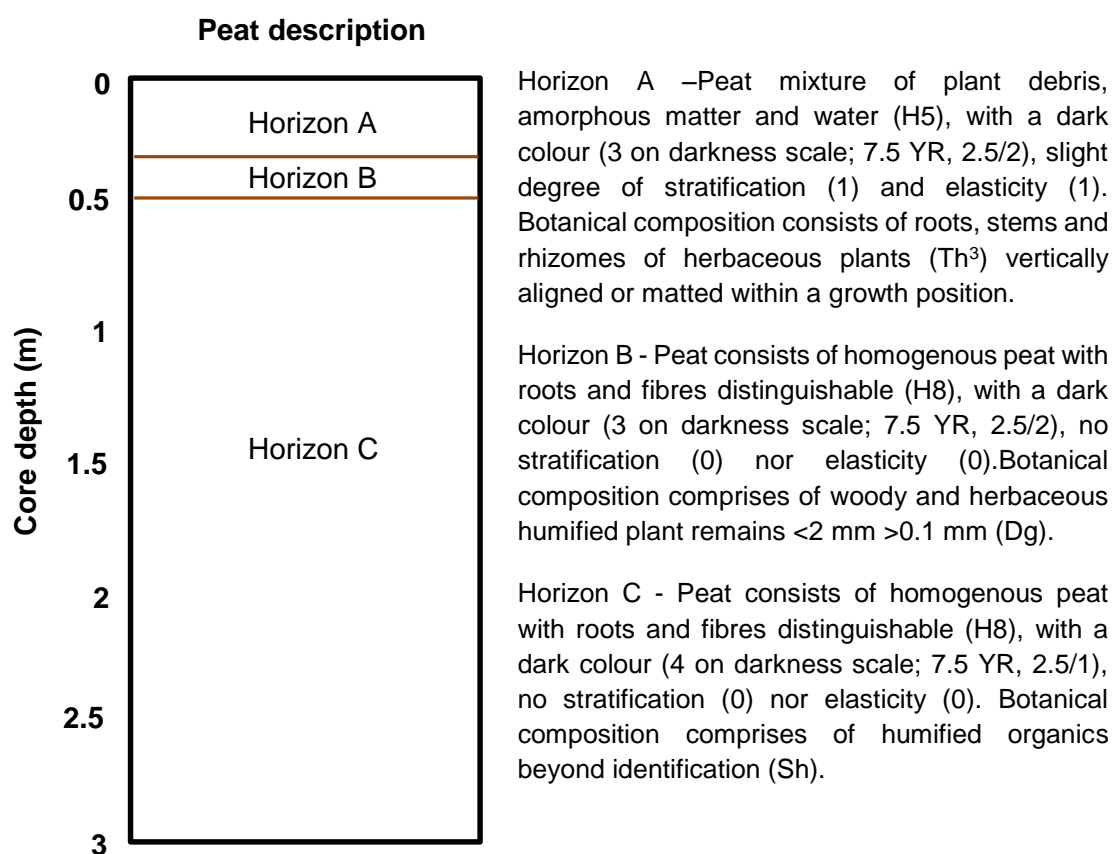 Peat description
0
Horizon A
Horizon B
0.5
1
Horizon C
1.5
2
2.5
3
Core depth (m)
Horizon A –Peat mixture of plant debris,
amorphous matter and water (H5), with a dark
colour (3 on darkness scale; 7.5 YR, 2.5/2), slight
degree of stratification (1) and elasticity (1).
Botanical composition consists of roots, stems and
rhizomes of herbaceous plants (Th³) vertically
aligned or matted within a growth position.
Horizon B - Peat consists of homogenous peat with
roots and fibres distinguishable (H8), with a dark
colour (3 on darkness scale; 7.5 YR, 2.5/2), no
stratification (0) nor elasticity (0).Botanical
composition comprises of woody and herbaceous
humified plant remains <2 mm >0.1 mm (Dg).
Horizon C - Peat consists of homogenous peat
with roots and fibres distinguishable (H8), with a
dark colour (4 on darkness scale; 7.5 YR, 2.5/1),
no stratification (0) nor elasticity (0). Botanical
composition comprises of humified organics
beyond identification (Sh).